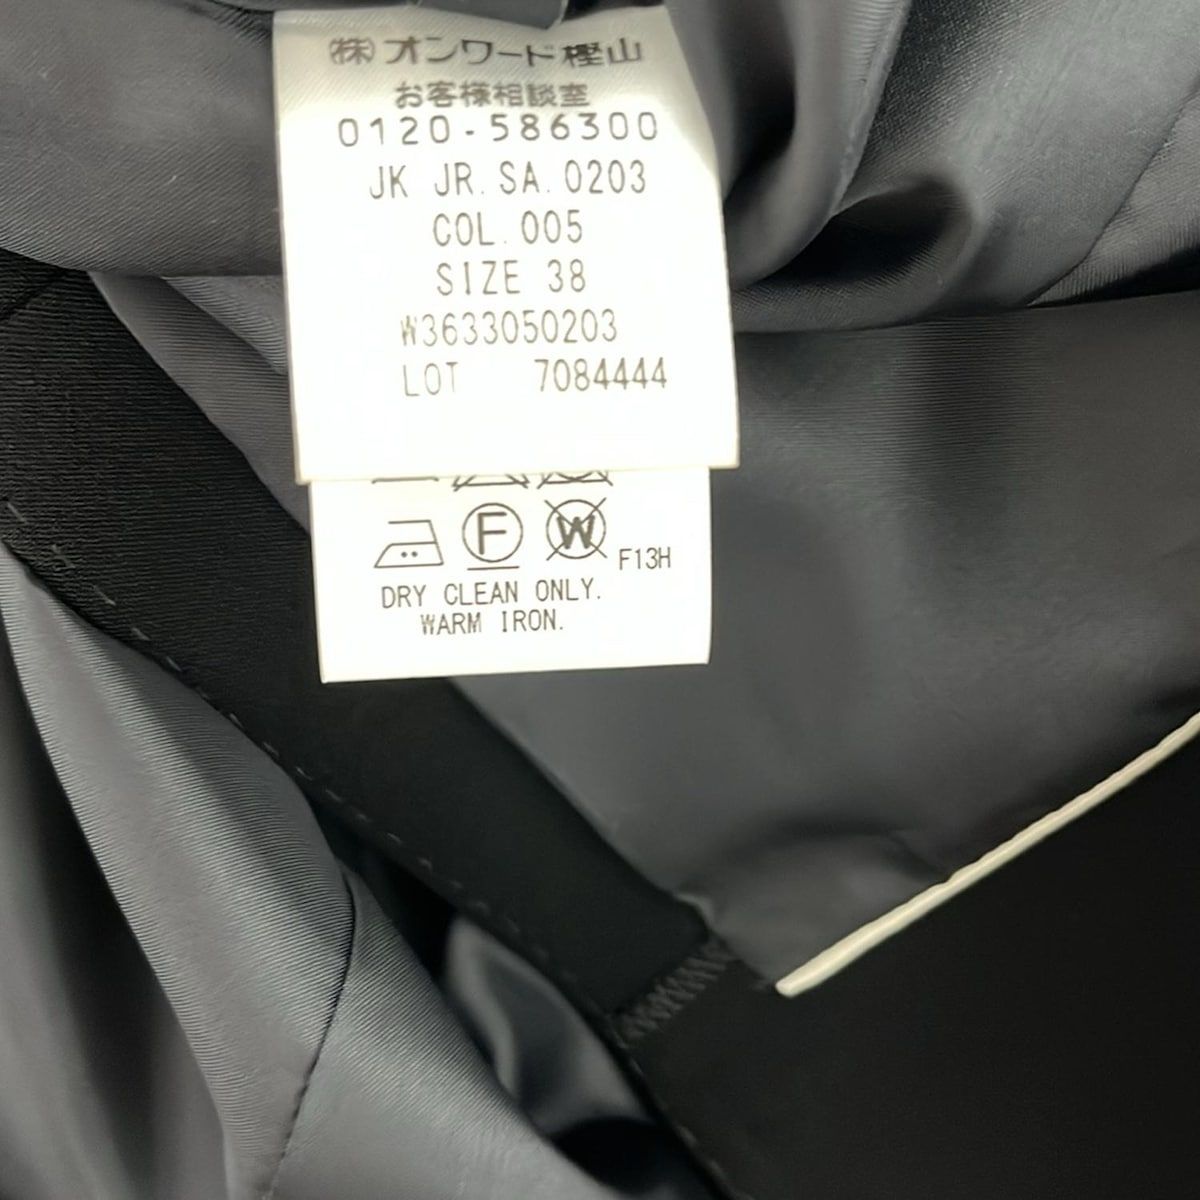 ㈱オンワード樫山
お客様相談室
0120-586300
JK JR.SA.0203
COL.005
SIZE 38
W3633050203
LOT 7084444
F
W
F13H
DRY CLEAN ONLY.
WARM IRON.